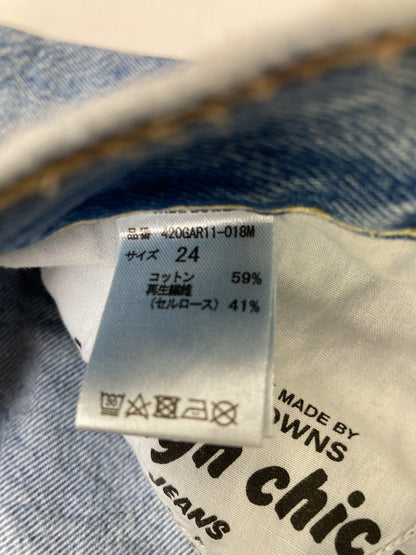 品番 420GAR11-018M
サイズ 24
コットン 59%
再生繊維
(セルロース) 41%
MADE BY
OWNS
gh chic
JEANS